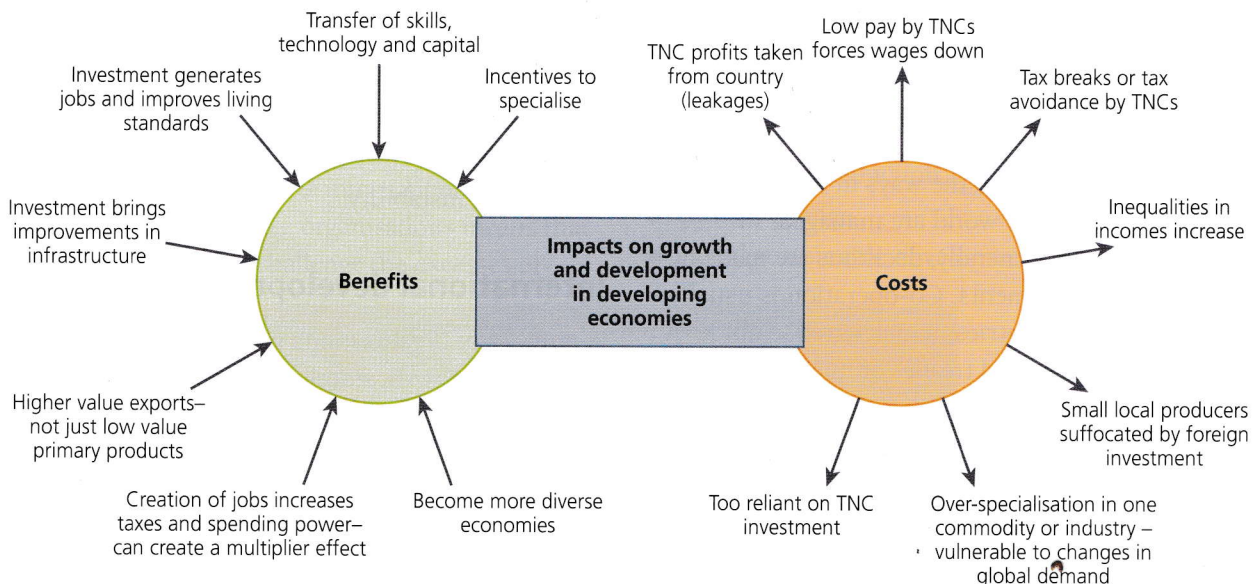 Transfer of skills,
technology and capital
Investment generates
jobs and improves living
standards
Incentives to
specialise
Investment brings
improvements in
infrastructure
Benefits
Higher value exports–
not just low value
primary products
Creation of jobs increases
taxes and spending power–
can create a multiplier effect
Become more diverse
economies
Impacts on growth
and development
in developing
economies
TNC profits taken
from country
(leakages)
Low pay by TNCs
forces wages down
Tax breaks or tax
avoidance by TNCs
Inequalities in
incomes increase
Costs
Small local producers
suffocated by foreign
investment
Too reliant on TNC
investment
Over-specialisation in one
commodity or industry –
vulnerable to changes in
global demand